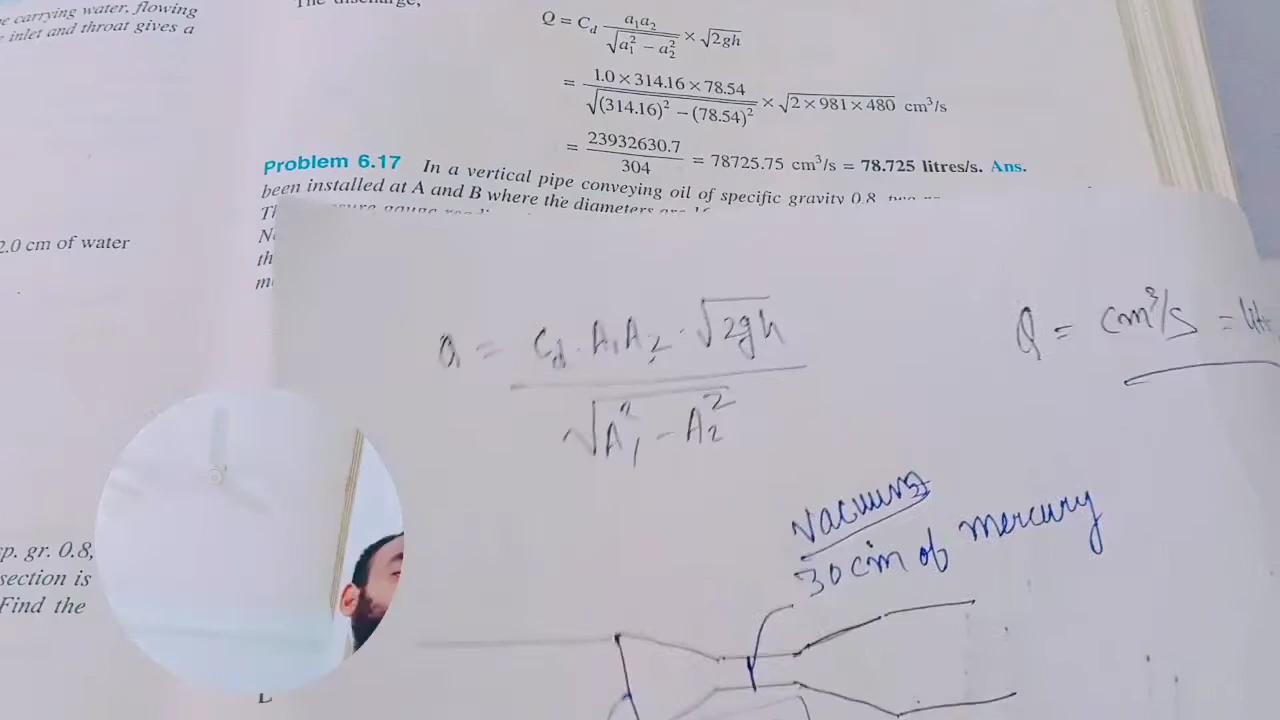 e carrying water, flowing
inlet and throat gives a
2.0 cm of water
sp. gr. 0.8,
section is
Find the
The discharge,
Q = C_d a₁a₂ / √(a₁² − a₂²) × √2gh
= 1.0 × 314.16 × 78.54 / √((314.16)² − (78.54)²) × √(2 × 981 × 480) cm³/s
= 23932630.7 / 304 = 78725.75 cm³/s = 78.725 litres/s. Ans.
Problem 6.17 In a vertical pipe conveying oil of specific gravity 0.8,
been installed at A and B where the diameters are 16
Q = C_d · A₁A₂ · √2gh / √(A₁² − A₂²)
Q = cm³/s =
Vacuum
30 cm of mercury